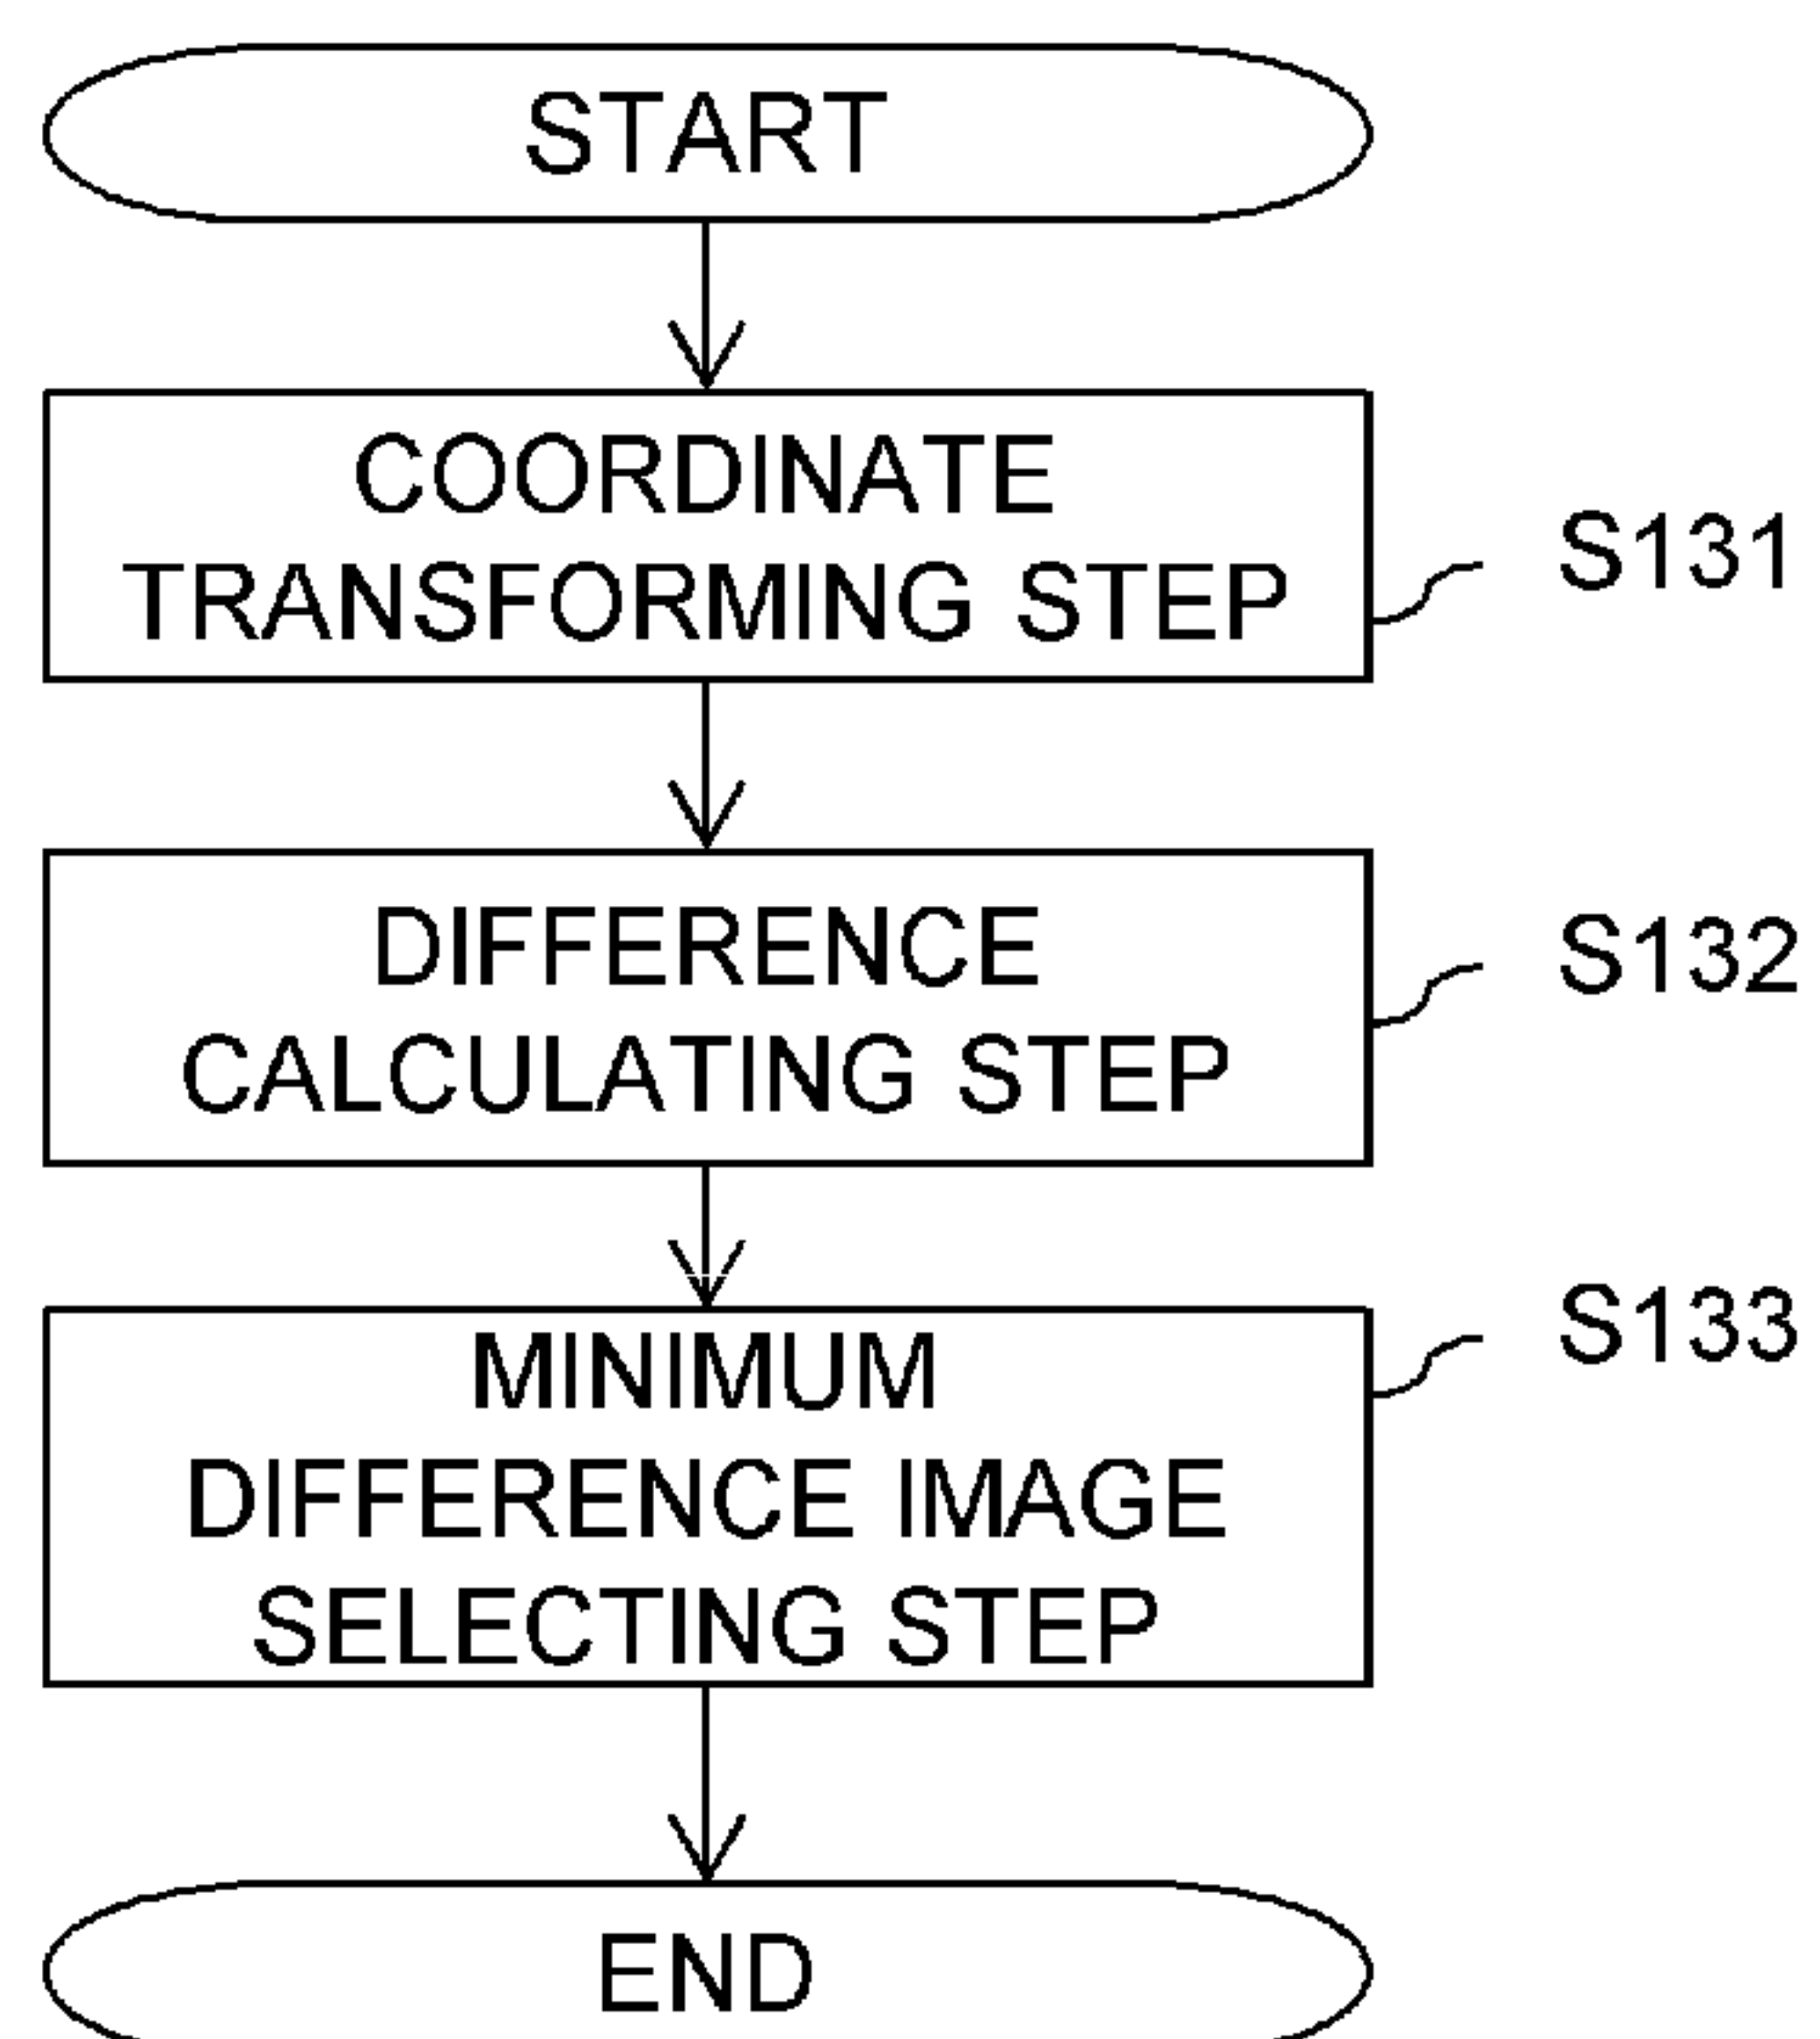 START
COORDINATE
TRANSFORMING STEP
S131
DIFFERENCE
CALCULATING STEP
S132
MINIMUM
DIFFERENCE IMAGE
SELECTING STEP
S133
END